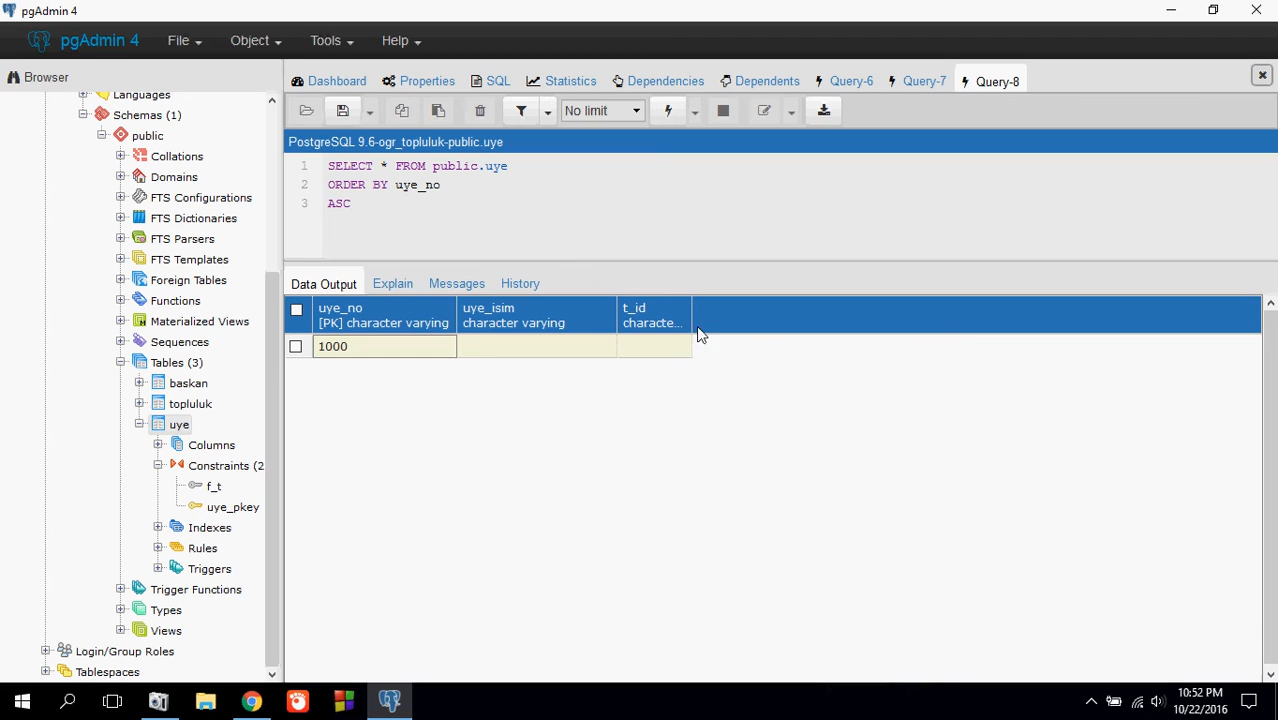 pgAdmin 4
pgAdmin 4 File Object Tools Help
Browser
Dashboard Properties SQL Statistics Dependencies Dependents Query-6 Query-7 Query-8
No limit
PostgreSQL 9.6-ogr_topluluk-public.uye
1 SELECT * FROM public.uye
2 ORDER BY uye_no
3 ASC
Data Output Explain Messages History
uye_no uye_isim t_id
[PK] character varying character varying characte...
1000
Languages
Schemas (1)
public
Collations
Domains
FTS Configurations
FTS Dictionaries
FTS Parsers
FTS Templates
Foreign Tables
Functions
Materialized Views
Sequences
Tables (3)
baskan
topluluk
uye
Columns
Constraints (2
f_t
uye_pkey
Indexes
Rules
Triggers
Trigger Functions
Types
Views
Login/Group Roles
Tablespaces
10:52 PM
10/22/2016